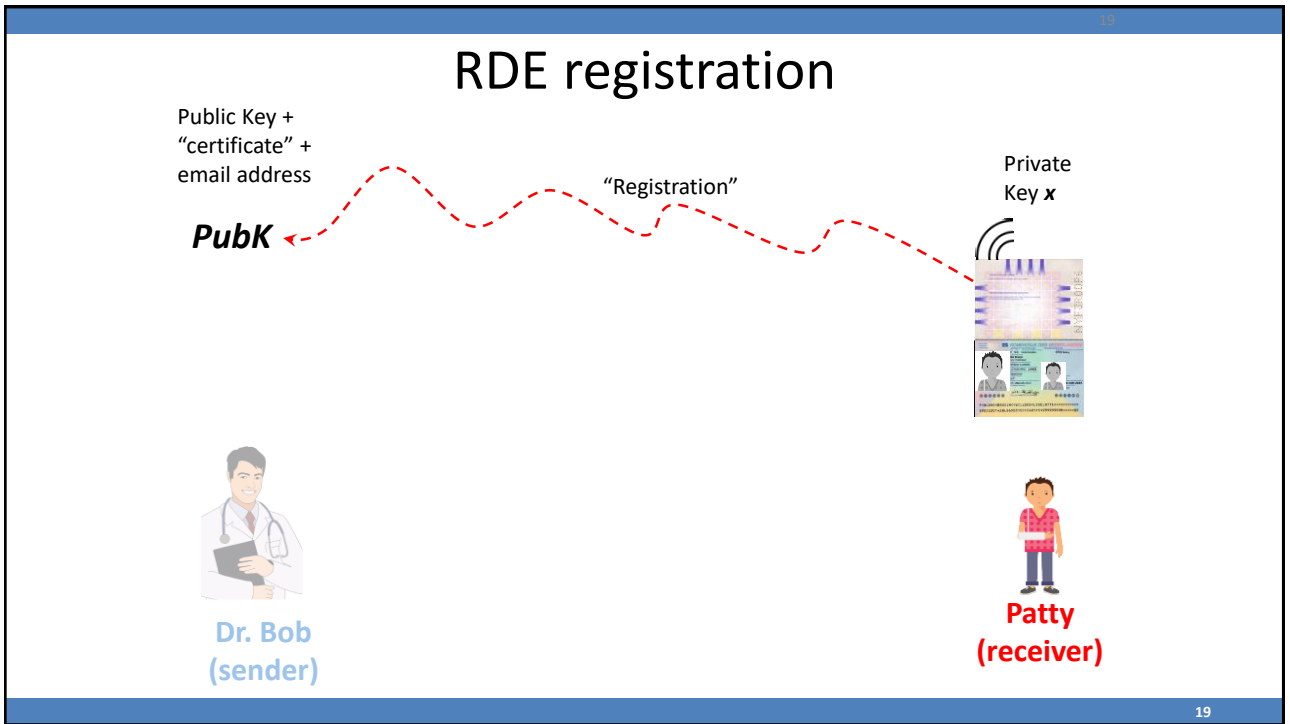 19
RDE registration
Public Key +
“certificate” +
email address
PubK
“Registration”
Private
Key x
Dr. Bob
(sender)
Patty
(receiver)
19